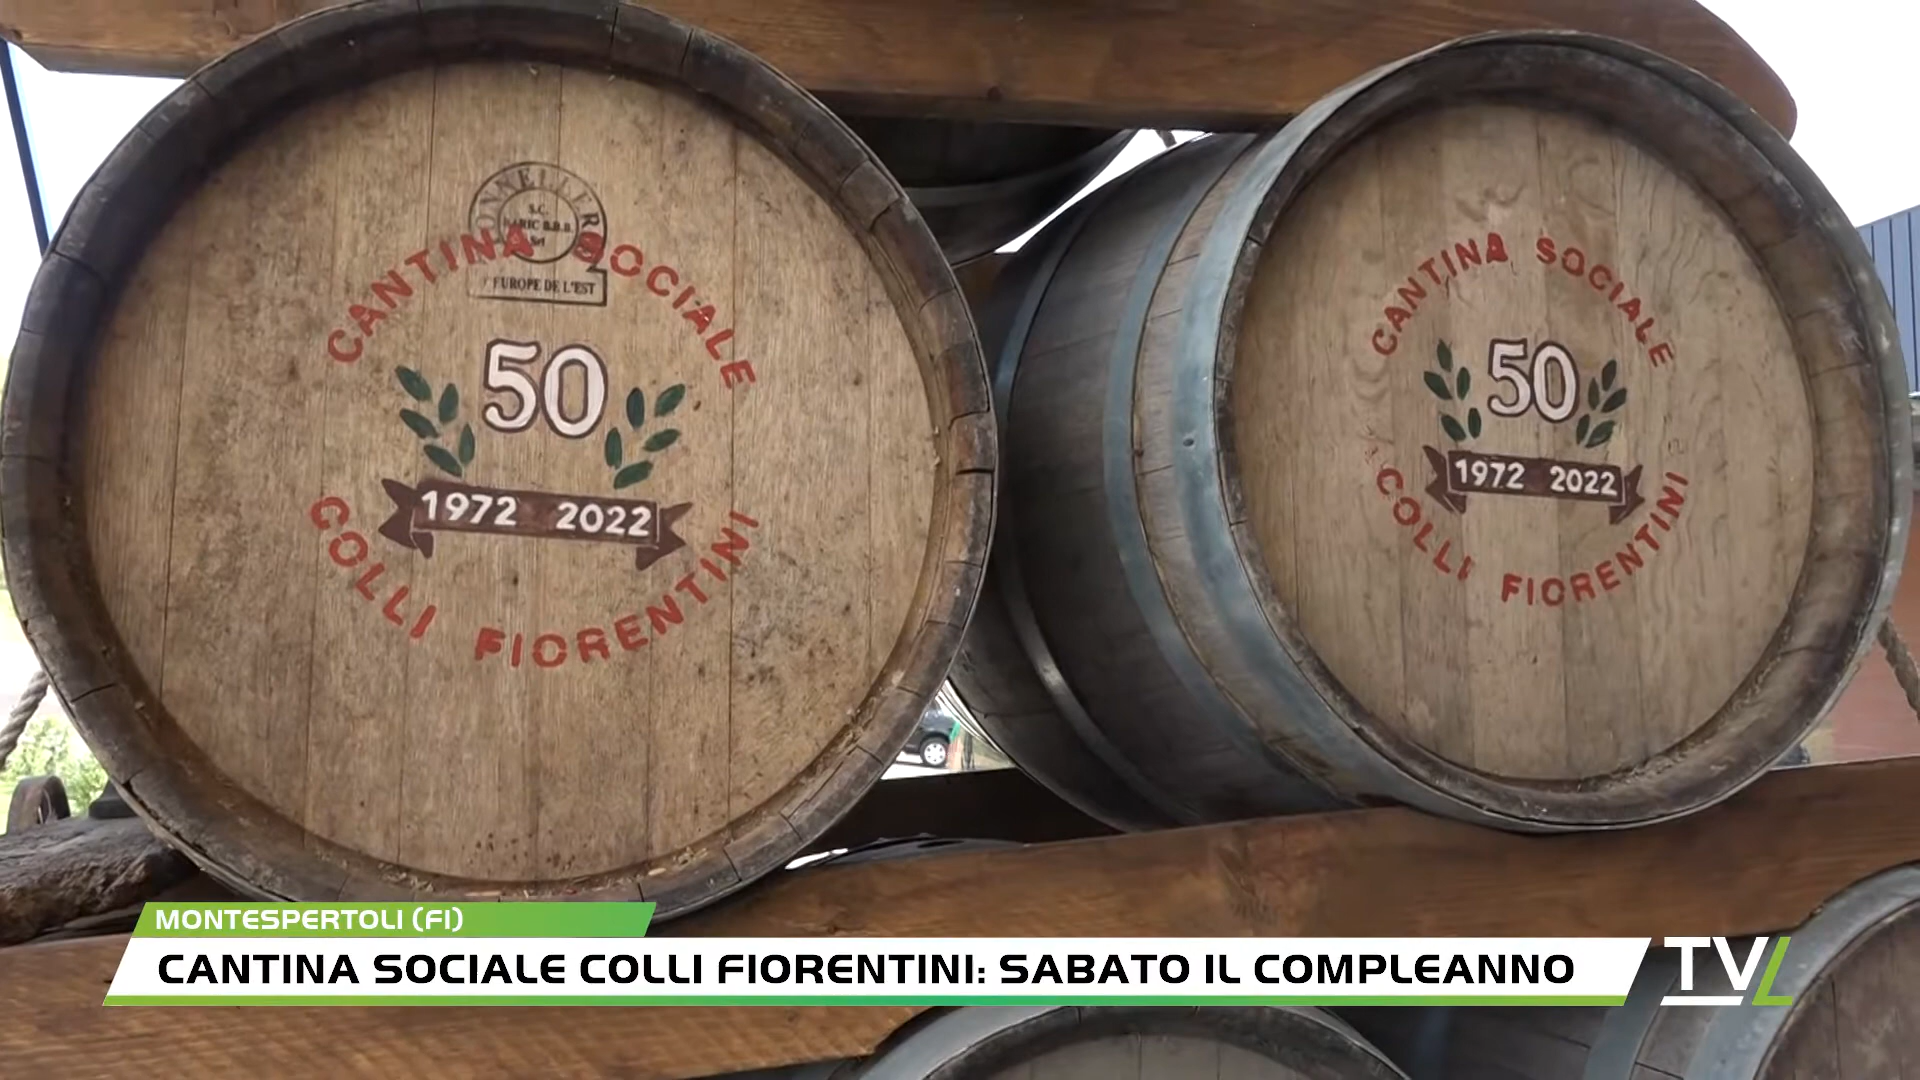 S.C.
EUROPE DE L'EST
CANTINA SOCIALE
50
1972 2022
COLLI FIORENTINI
CANTINA SOCIALE
50
1972 2022
COLLI FIORENTINI
MONTESPERTOLI (FI)
CANTINA SOCIALE COLLI FIORENTINI: SABATO IL COMPLEANNO
TVL